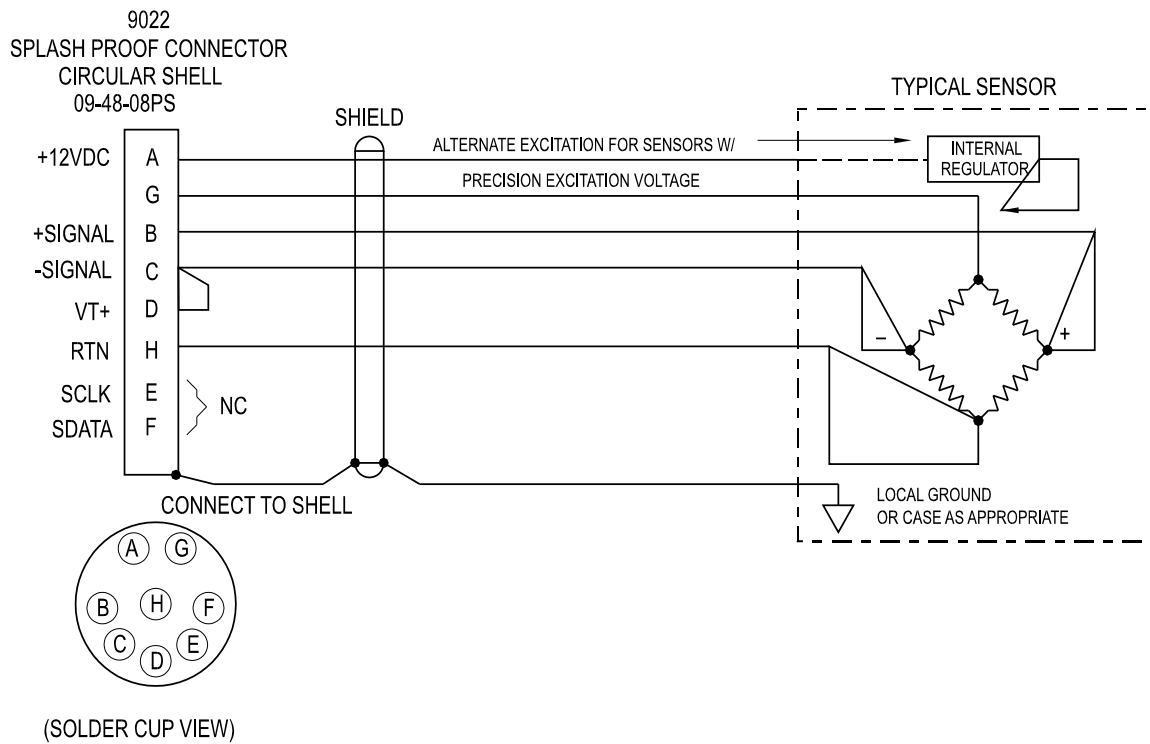 9022
SPLASH PROOF CONNECTOR
CIRCULAR SHELL
09-48-08PS
TYPICAL SENSOR
SHIELD
+12VDC A
ALTERNATE EXCITATION FOR SENSORS W/
INTERNAL
REGULATOR
G
PRECISION EXCITATION VOLTAGE
+SIGNAL B
-SIGNAL C
VT+ D
RTN H
SCLK E
SDATA F
NC
- +
CONNECT TO SHELL
LOCAL GROUND
OR CASE AS APPROPRIATE
A G
B H F
C E
D
(SOLDER CUP VIEW)